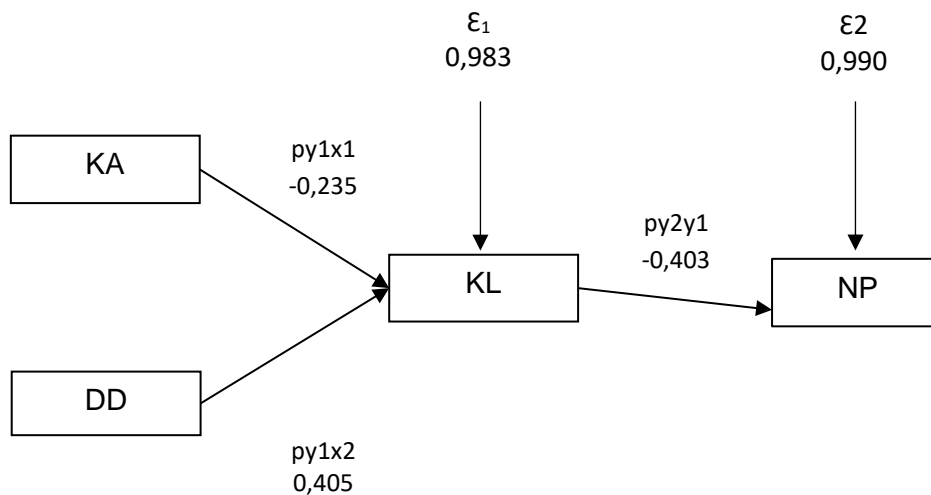 Ɛ₁
0,983
Ɛ2
0,990
KA
py1x1
-0,235
py2y1
-0,403
KL
NP
DD
py1x2
0,405